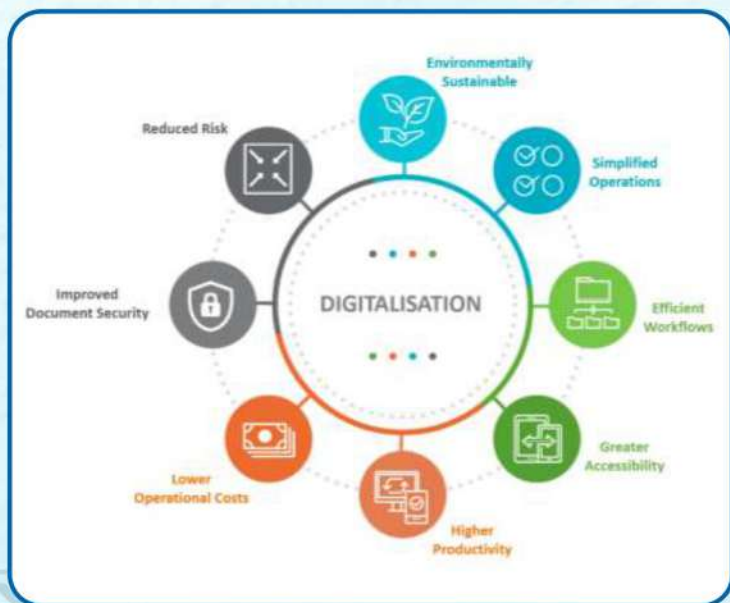 Environmentally
Sustainable
Reduced Risk
Simplified
Operations
Improved
Document Security
DIGITALISATION
Efficient
Workflows
Greater
Accessibility
Lower
Operational Costs
Higher
Productivity